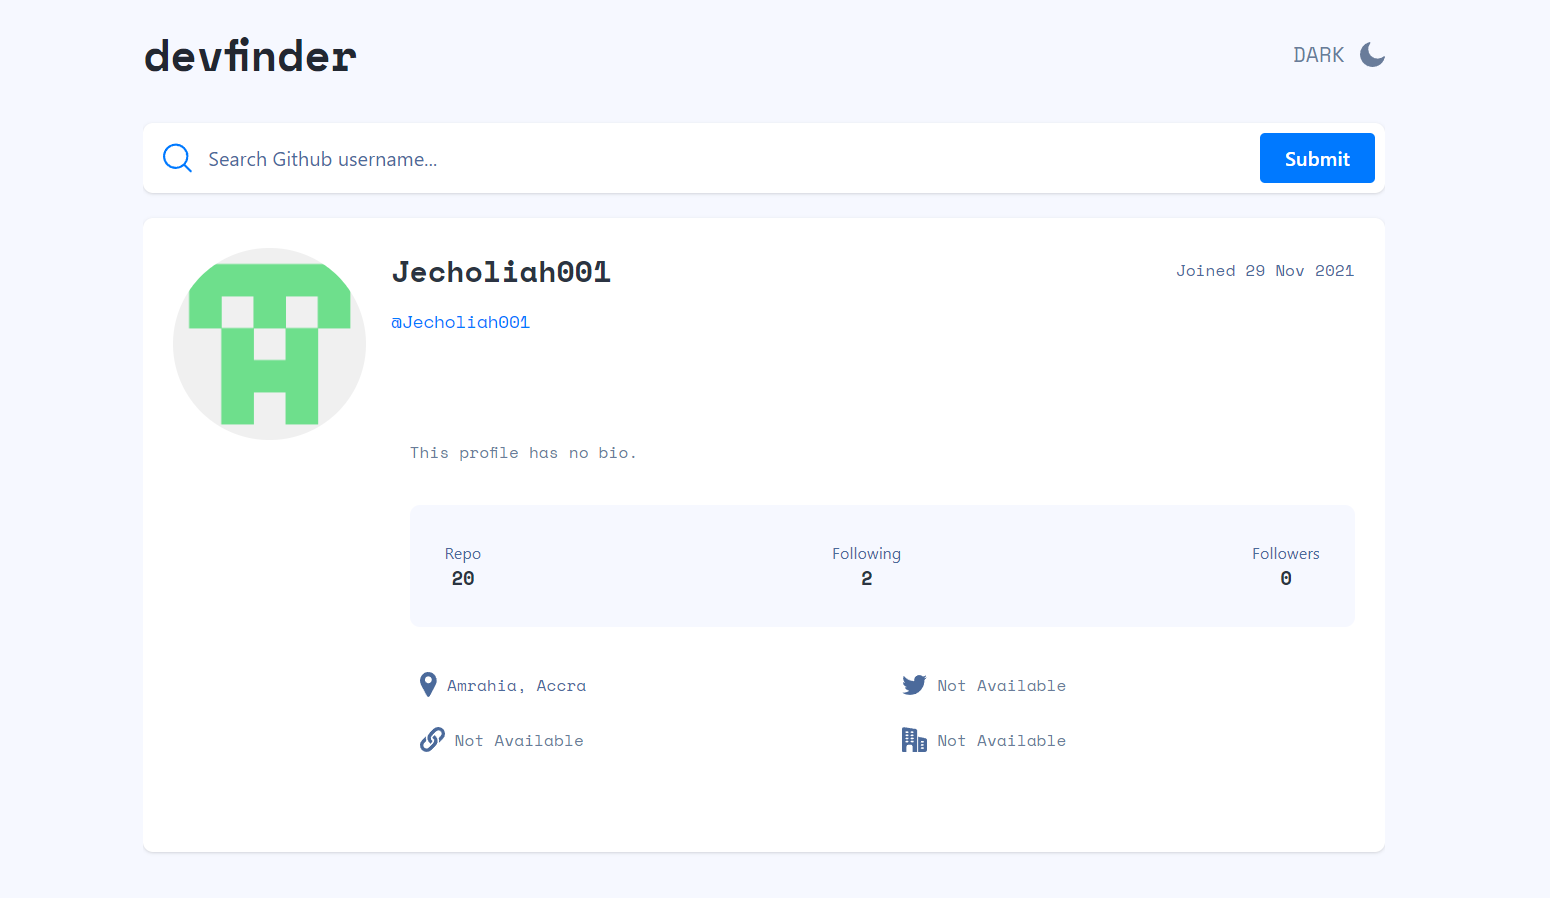 devfinder
DARK
Search Github username...
Submit
Jecholiah001
Joined 29 Nov 2021
@Jecholiah001
This profile has no bio.
Repo
20
Following
2
Followers
0
Amrahia, Accra
Not Available
Not Available
Not Available